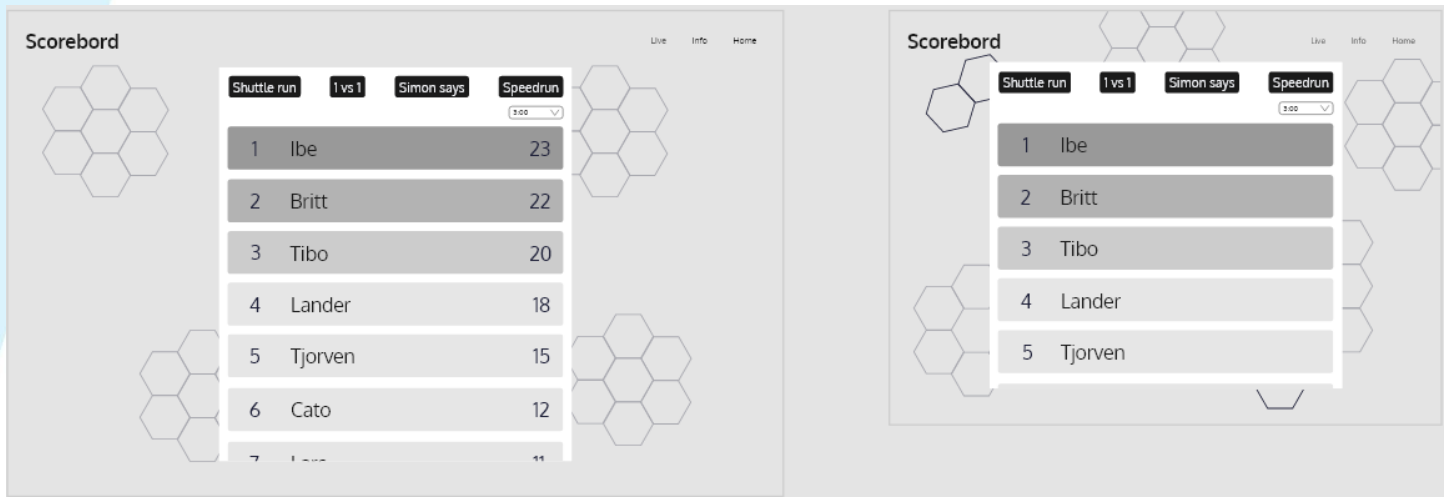 Scorebord
Live Info Home
Shuttle run 1 vs 1 Simon says Speedrun
3:00
1 Ibe 23
2 Britt 22
3 Tibo 20
4 Lander 18
5 Tjorven 15
6 Cato 12
Scorebord
Live Info Home
Shuttle run 1 vs 1 Simon says Speedrun
3:00
1 Ibe
2 Britt
3 Tibo
4 Lander
5 Tjorven